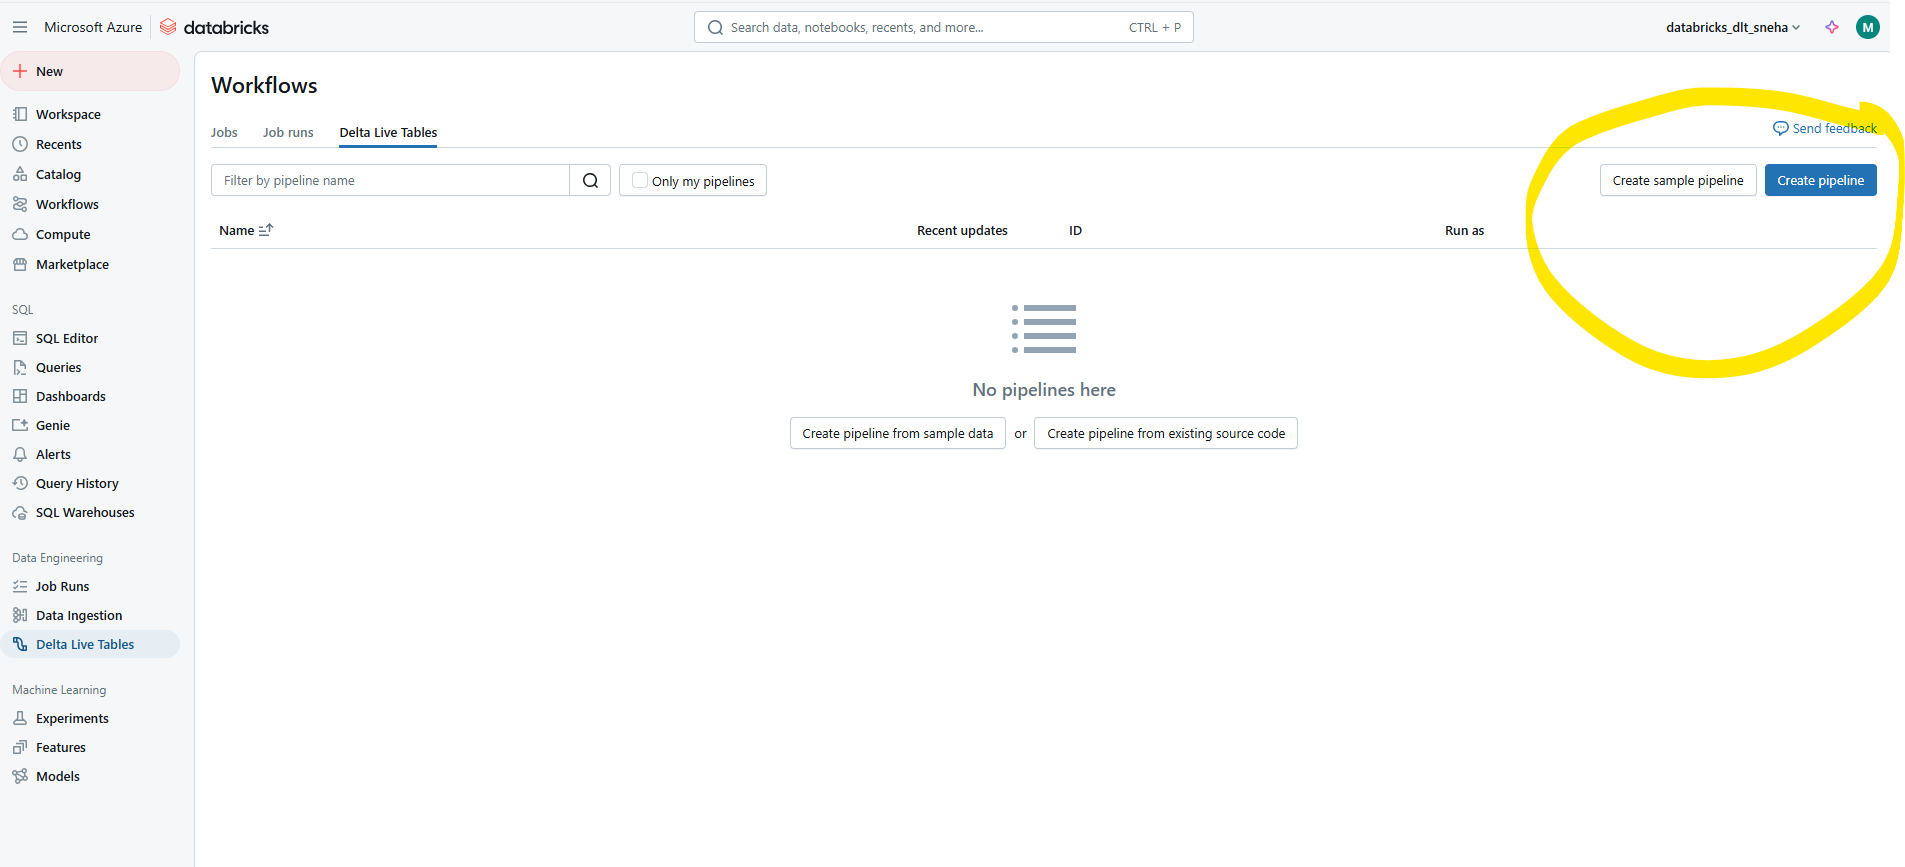 Microsoft Azure databricks
Search data, notebooks, recents, and more... CTRL + P
databricks_dlt_sneha
M
New
Workspace
Recents
Catalog
Workflows
Compute
Marketplace
SQL
SQL Editor
Queries
Dashboards
Genie
Alerts
Query History
SQL Warehouses
Data Engineering
Job Runs
Data Ingestion
Delta Live Tables
Machine Learning
Experiments
Features
Models
Workflows
Jobs Job runs Delta Live Tables
Send feedback
Filter by pipeline name Only my pipelines Create sample pipeline Create pipeline
Name Recent updates ID Run as
No pipelines here
Create pipeline from sample data or Create pipeline from existing source code